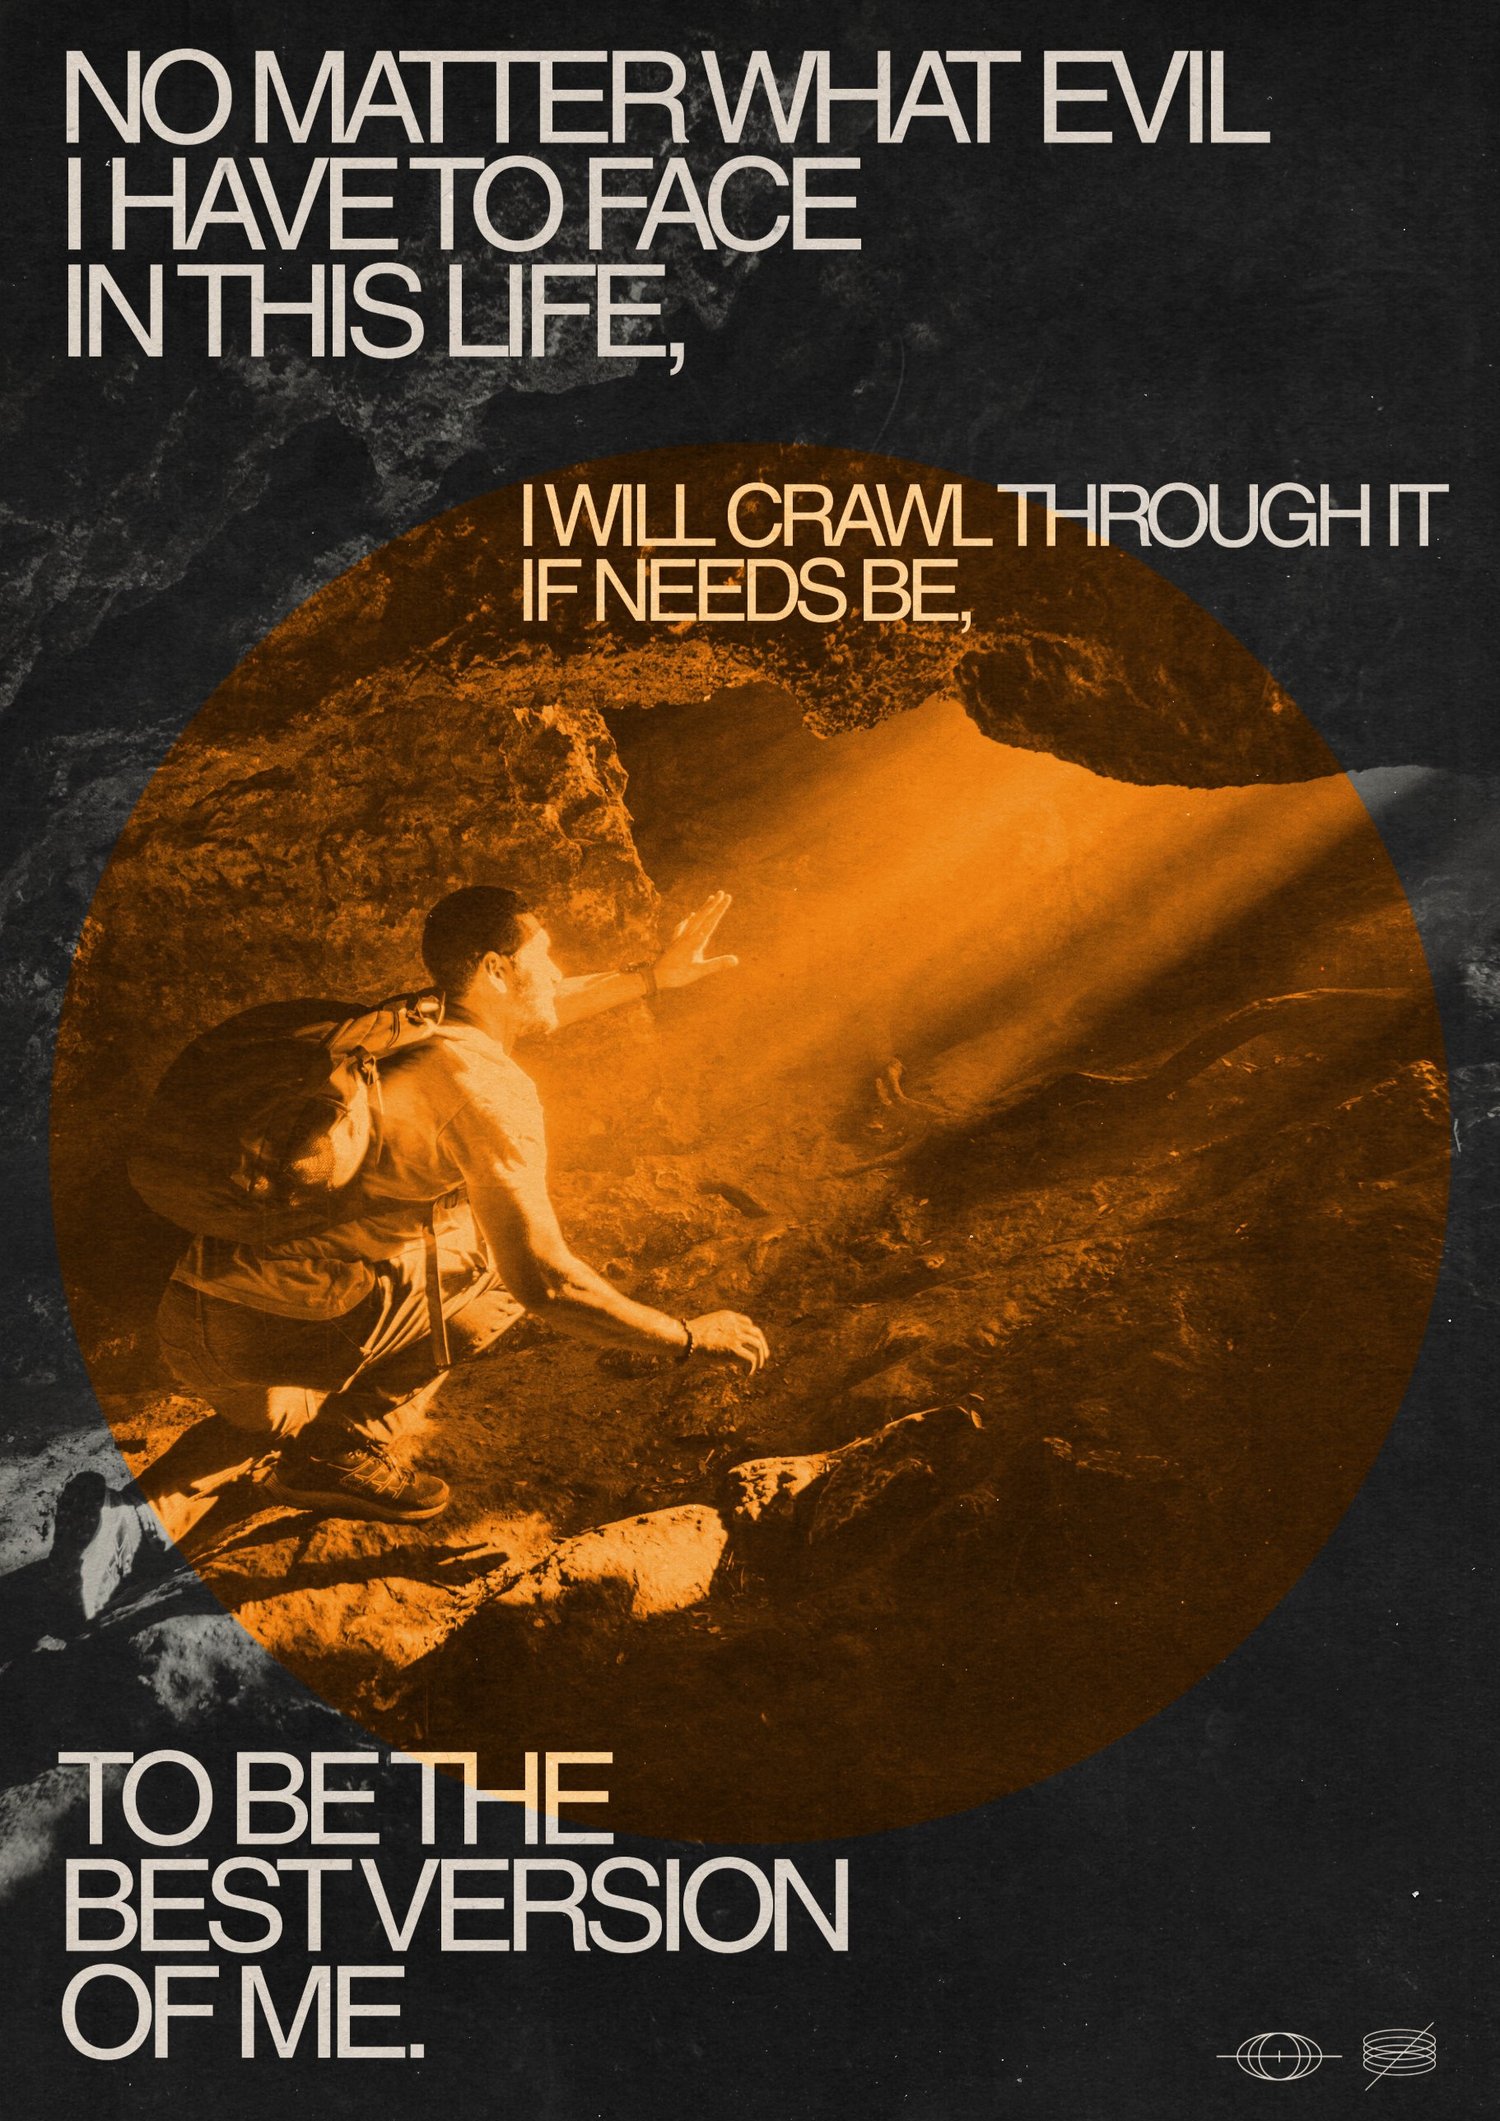 NO MATTER WHAT EVIL
I HAVE TO FACE
IN THIS LIFE,
I WILL CRAWL THROUGH IT
IF NEEDS BE,
TO BE THE
BEST VERSION
OF ME.